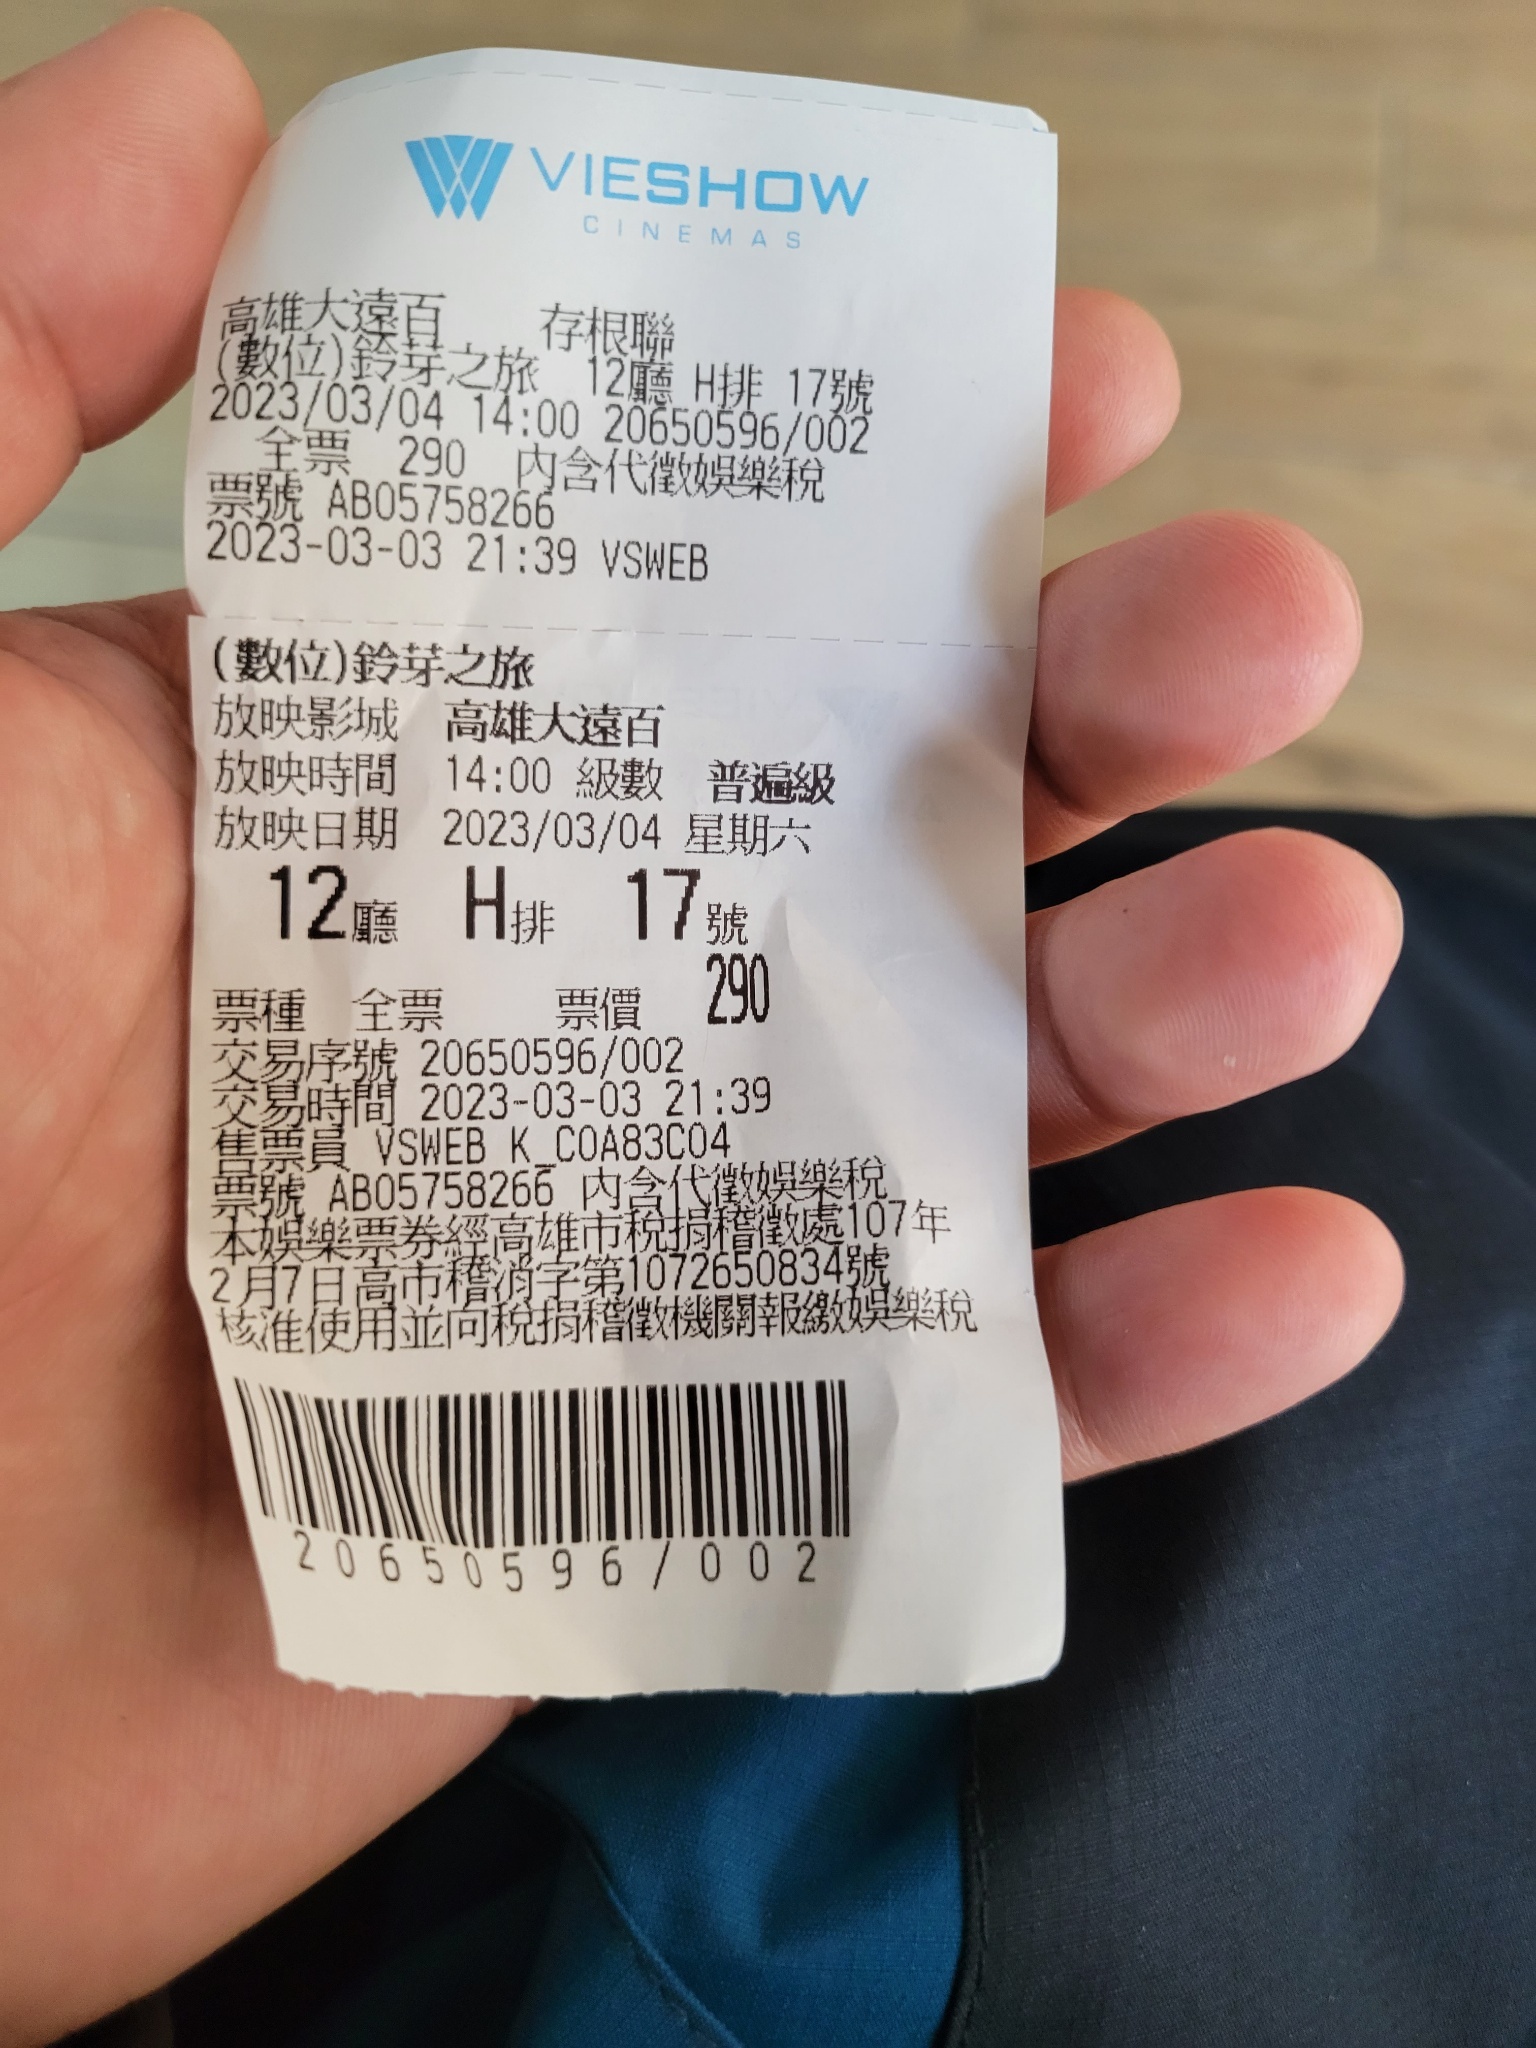 VIESHOW
CINEMAS
高雄大遠百 存根聯
(數位)鈴芽之旅 12廳 H排 17號
2023/03/04 14:00 20650596/002
全票 290 內含代徵娛樂稅
票號 AB05758266
2023-03-03 21:39 VSWEB
(數位)鈴芽之旅
放映影城 高雄大遠百
放映時間 14:00 級數 普遍級
放映日期 2023/03/04 星期六
12廳 H排 17號
票種 全票 票價 290
交易序號 20650596/002
交易時間 2023-03-03 21:39
售票員 VSWEB K_C0A83C04
票號 AB05758266 內含代徵娛樂稅
本娛樂票券經高雄市稅捐稽徵處107年
2月7日高市稽消字第1072650834號
核准使用並向稅捐稽徵機關報繳娛樂稅
20650596/002